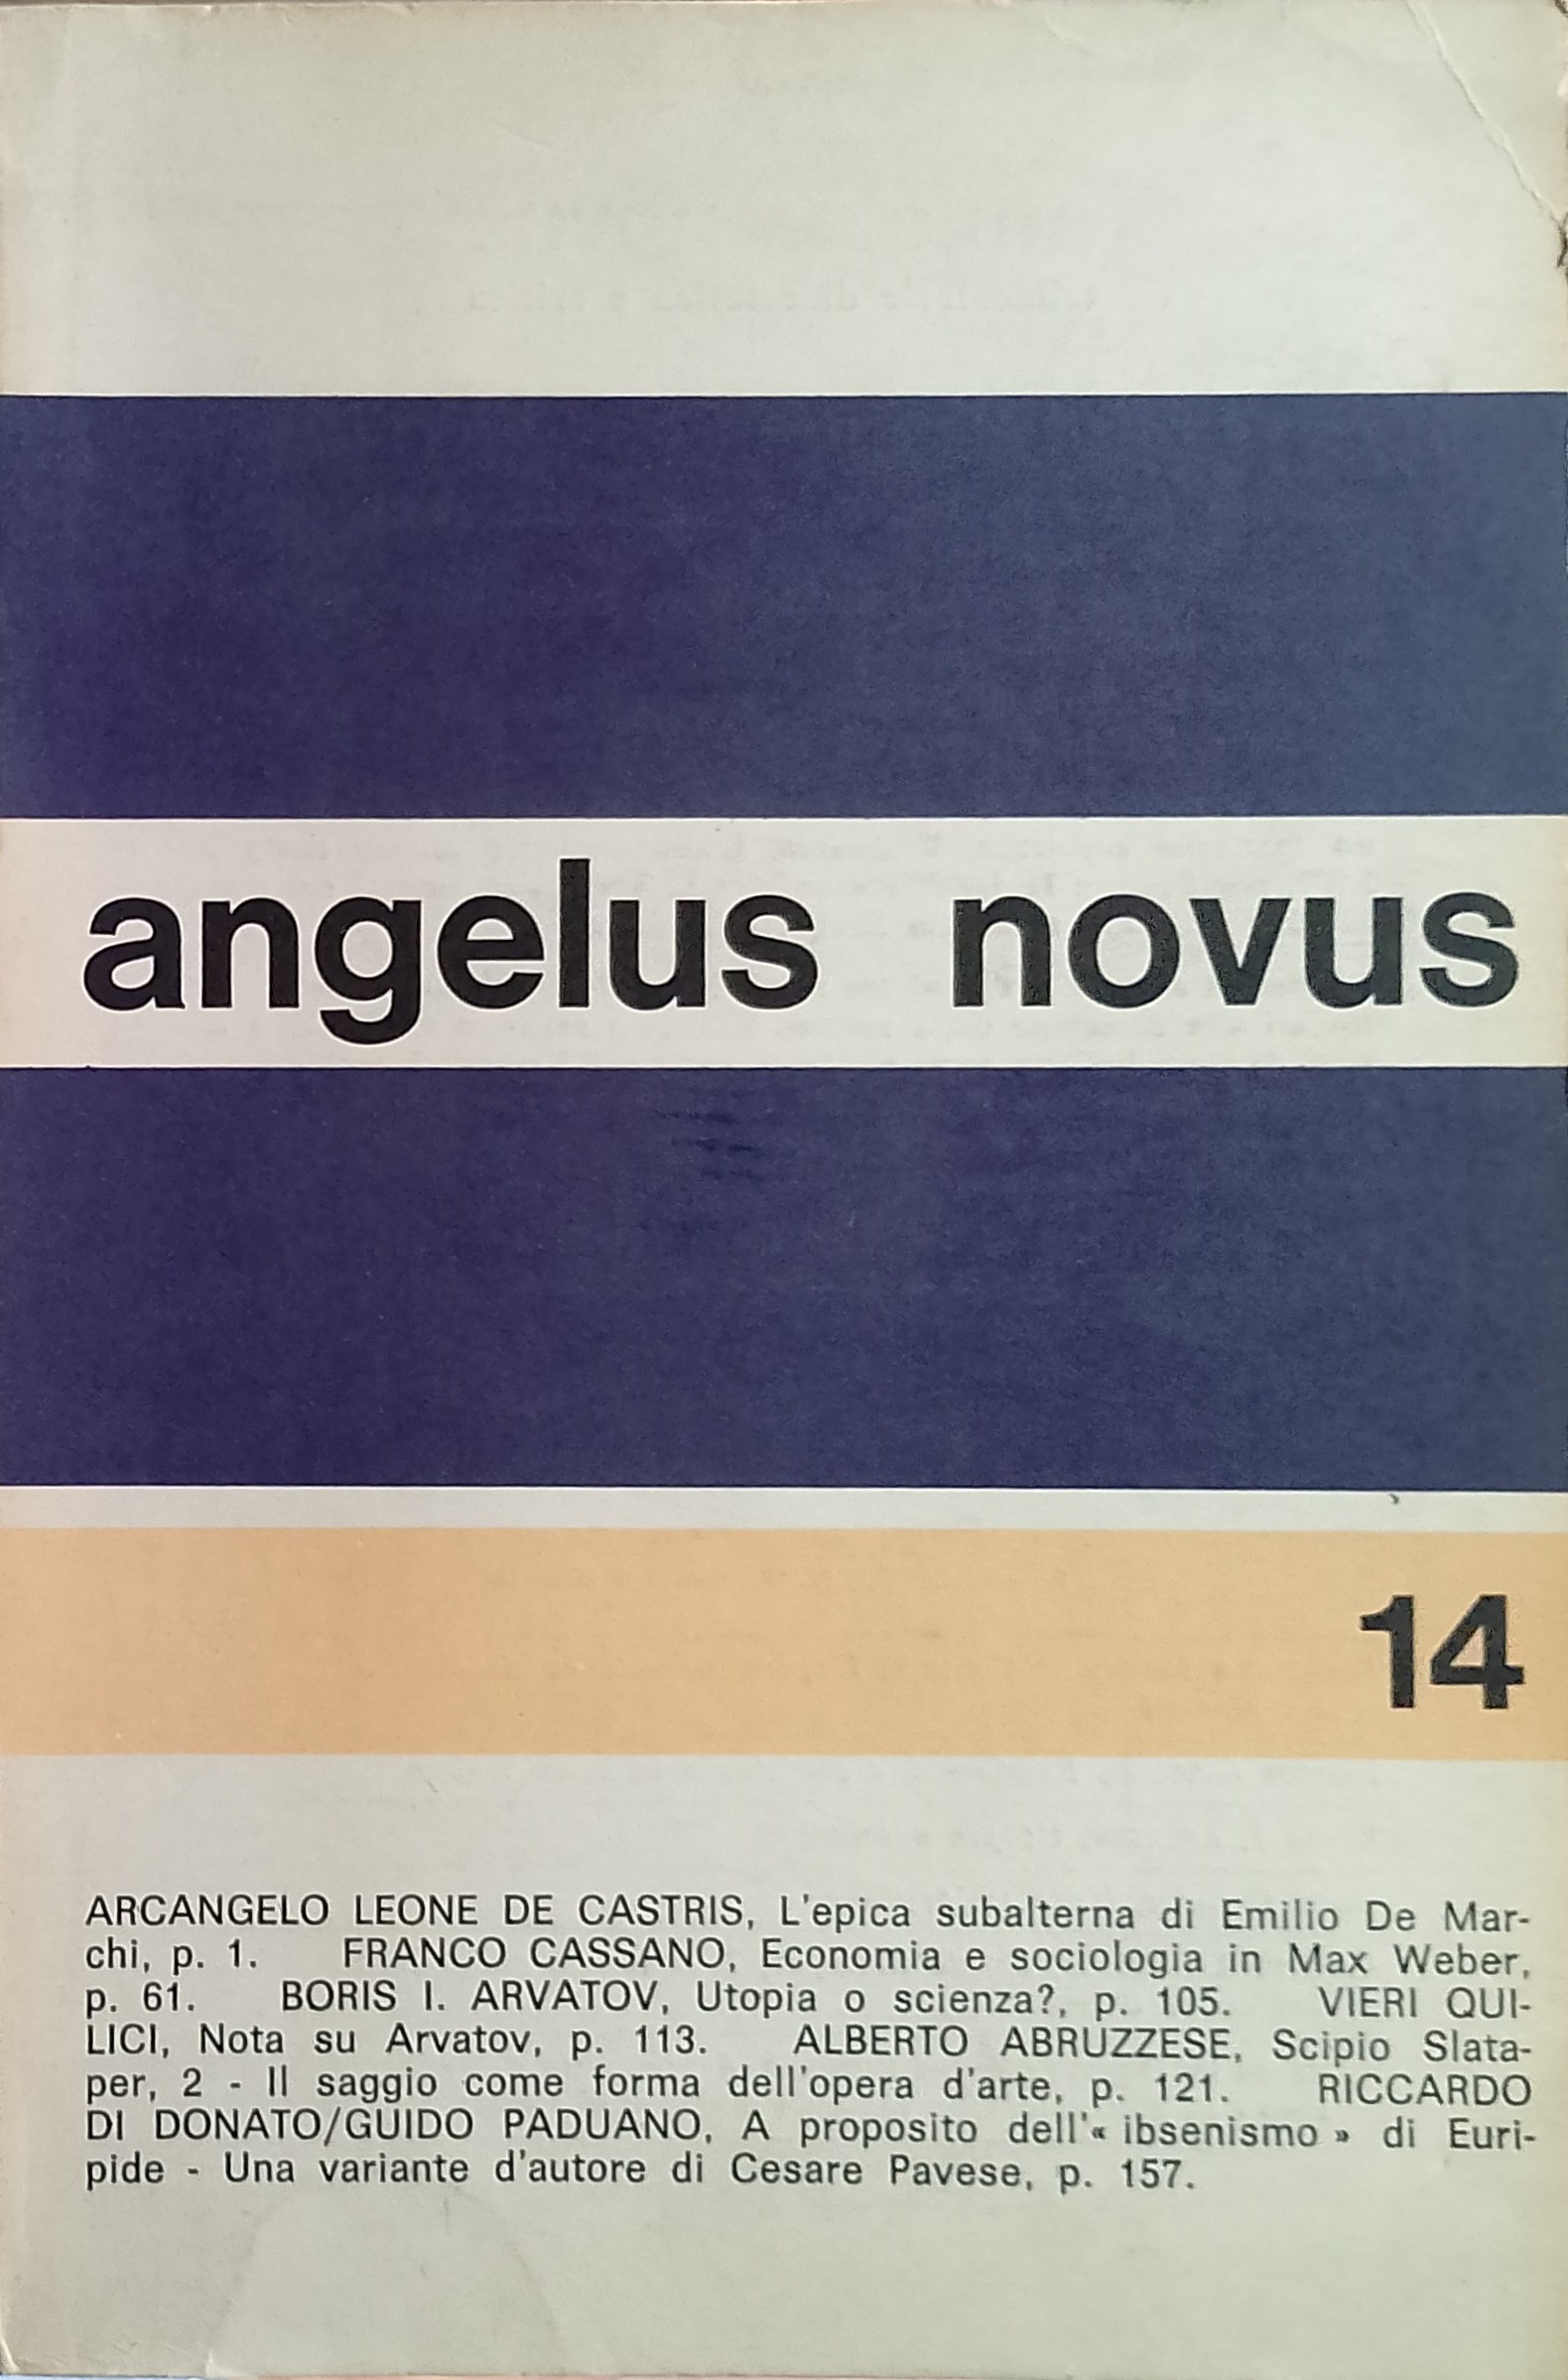 angelus novus
14
ARCANGELO LEONE DE CASTRIS, L'epica subalterna di Emilio De Mar-
chi, p. 1. FRANCO CASSANO, Economia e sociologia in Max Weber,
p. 61. BORIS I. ARVATOV, Utopia o scienza?, p. 105. VIERI QUI-
LICI, Nota su Arvatov, p. 113. ALBERTO ABRUZZESE, Scipio Slata-
per, 2 - Il saggio come forma dell'opera d'arte, p. 121. RICCARDO
DI DONATO/GUIDO PADUANO, A proposito dell'« ibsenismo » di Euri-
pide - Una variante d'autore di Cesare Pavese, p. 157.